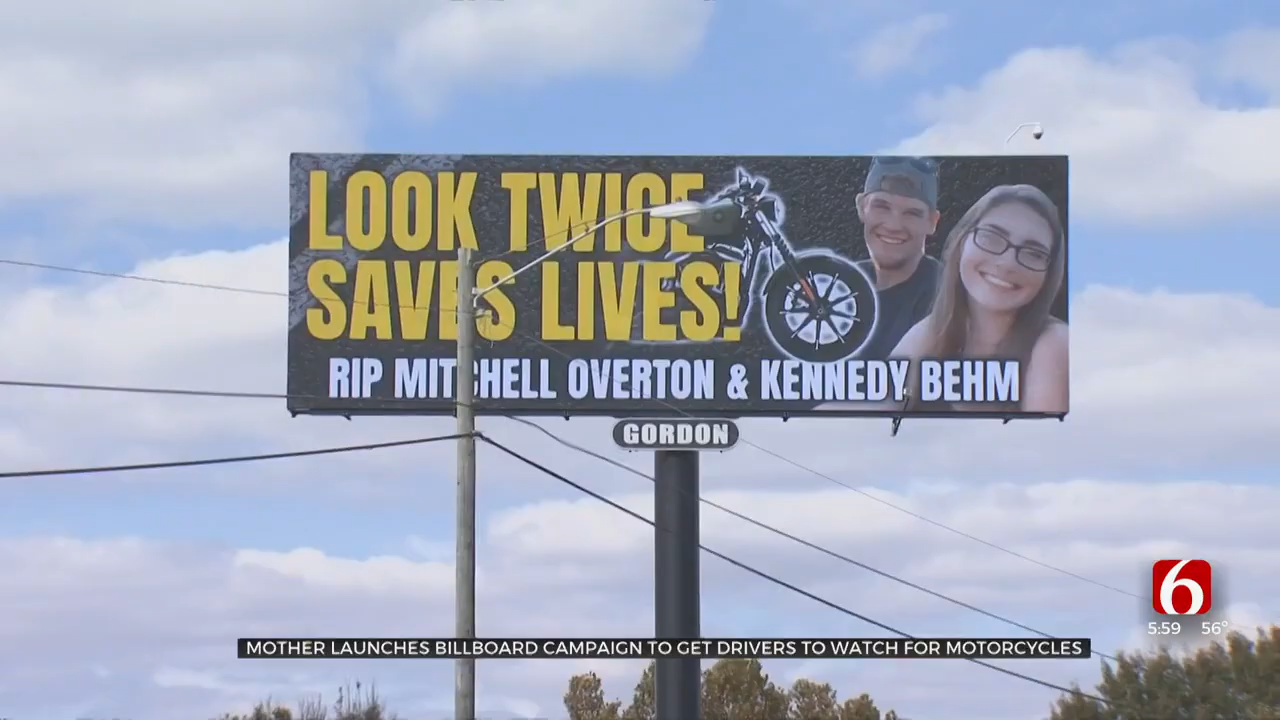 LOOK TWICE
SAVES LIVES!
RIP MITCHELL OVERTON & KENNEDY BEHM
GORDON
6
5:59 56°
MOTHER LAUNCHES BILLBOARD CAMPAIGN TO GET DRIVERS TO WATCH FOR MOTORCYCLES